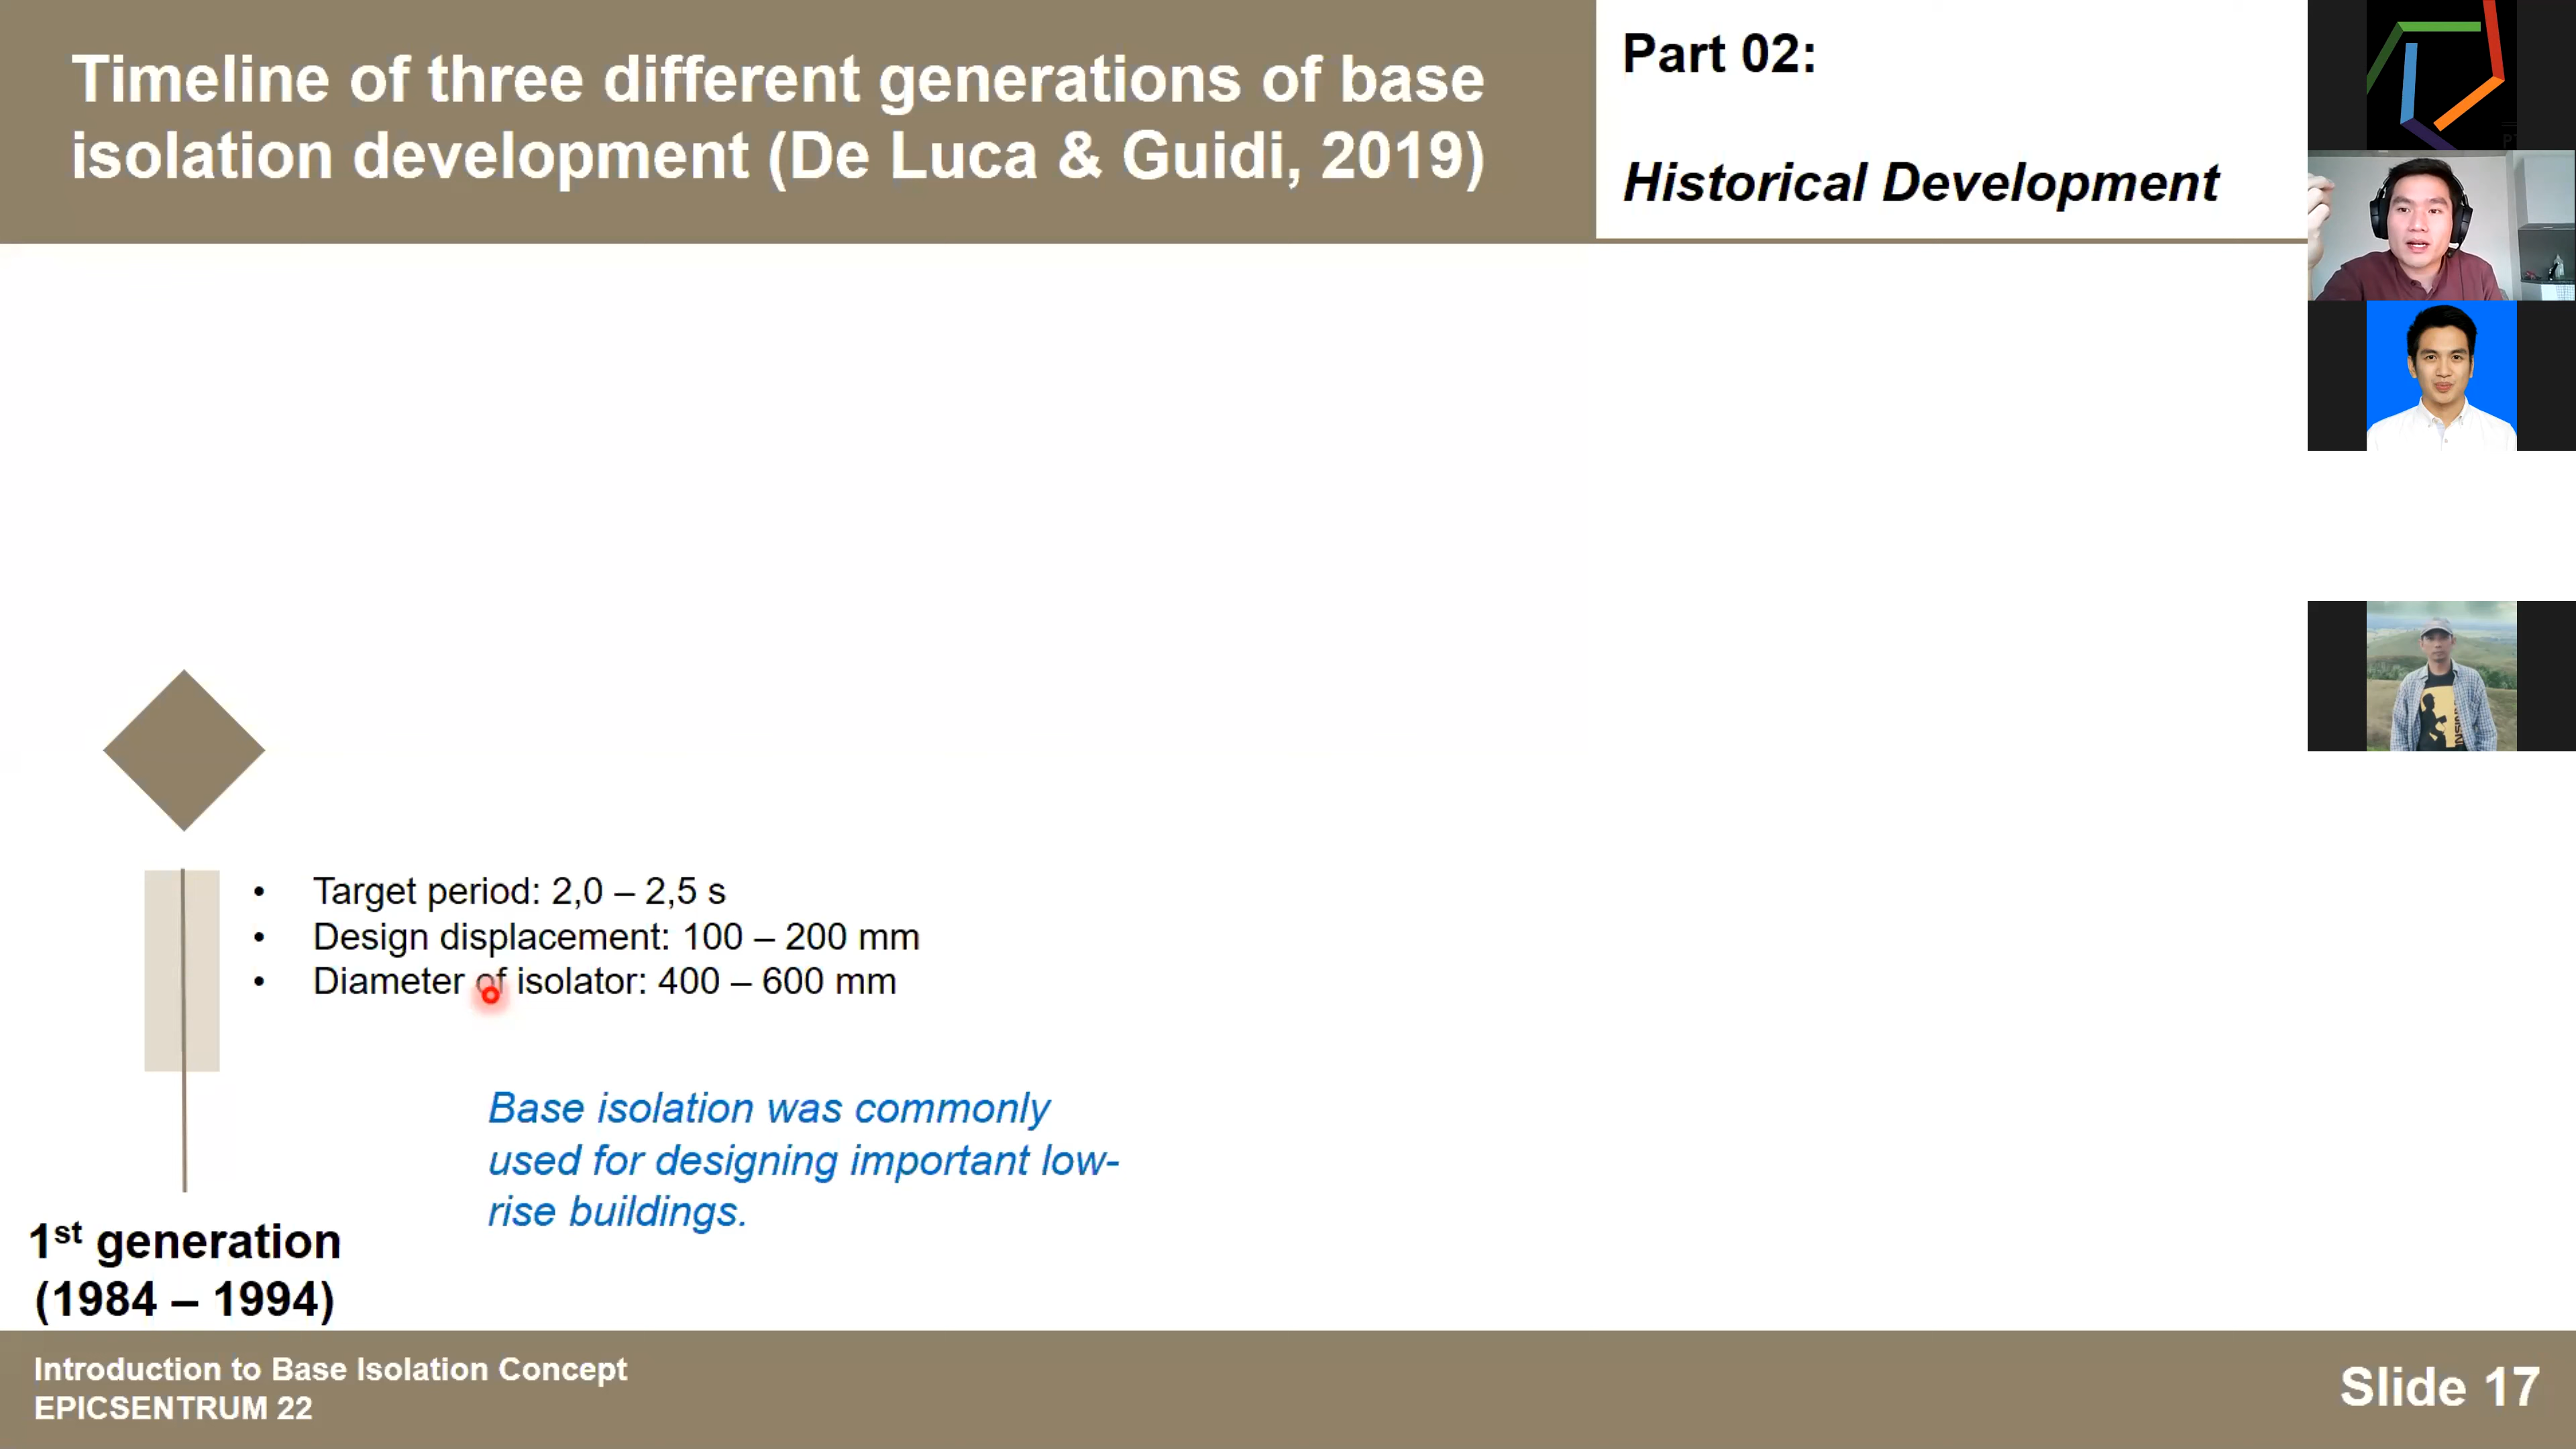 Timeline of three different generations of base
isolation development (De Luca & Guidi, 2019)
Part 02:
Historical Development
• Target period: 2,0 – 2,5 s
• Design displacement: 100 – 200 mm
• Diameter of isolator: 400 – 600 mm
Base isolation was commonly
used for designing important low-
rise buildings.
1st generation
(1984 – 1994)
Introduction to Base Isolation Concept
EPICSENTRUM 22
Slide 17